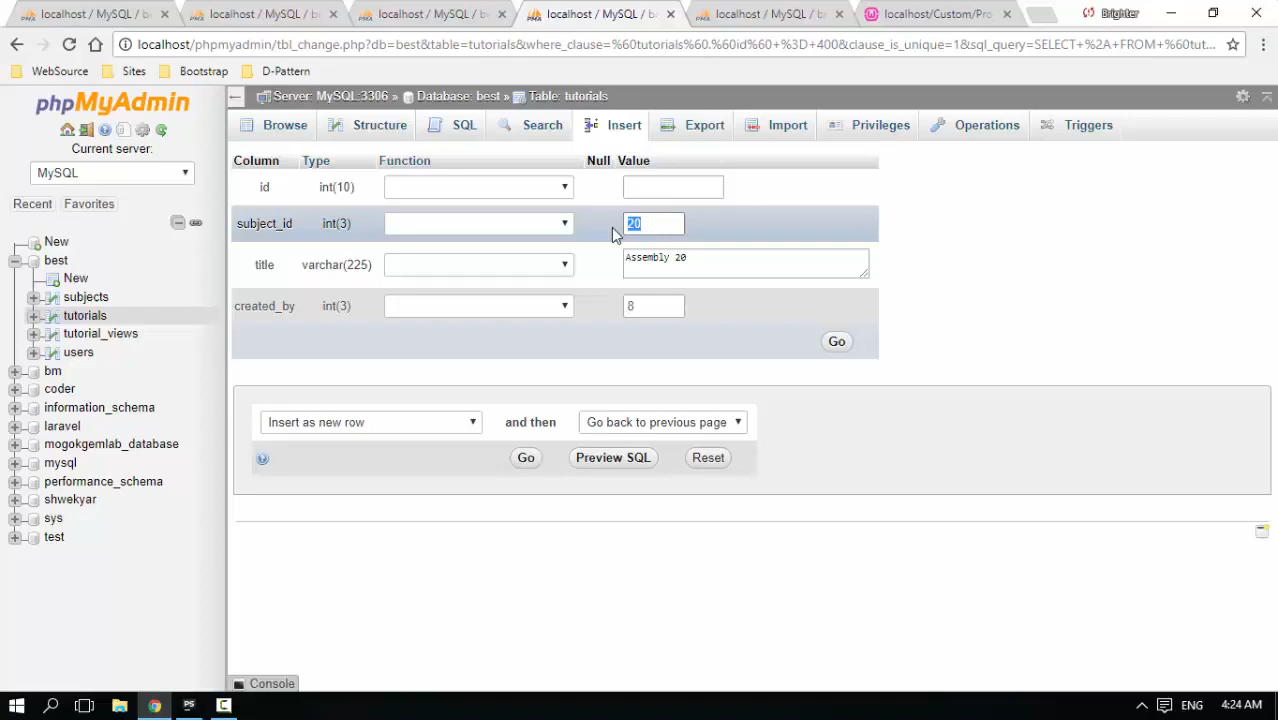 localhost / MySQL / be
localhost / MySQL / be
localhost / MySQL / be
localhost / MySQL / be
localhost / MySQL / be
localhost/Custom/Pro
Brighter
localhost/phpmyadmin/tbl_change.php?db=best&table=tutorials&where_clause=%60tutorials%60.%60id%60+%3D+400&clause_is_unique=1&sql_query=SELECT+%2A+FROM+%60tut...
WebSource
Sites
Bootstrap
D-Pattern
phpMyAdmin
Current server:
MySQL
Recent
Favorites
New
best
New
subjects
tutorials
tutorial_views
users
bm
coder
information_schema
laravel
mogokgemlab_database
mysql
performance_schema
shwekyar
sys
test
Server: MySQL:3306 » Database: best » Table: tutorials
Browse
Structure
SQL
Search
Insert
Export
Import
Privileges
Operations
Triggers
Column Type Function Null Value
id int(10)
subject_id int(3) 20
title varchar(225) Assembly 20
created_by int(3) 8
Go
Insert as new row
and then
Go back to previous page
Go
Preview SQL
Reset
Console
ENG
4:24 AM